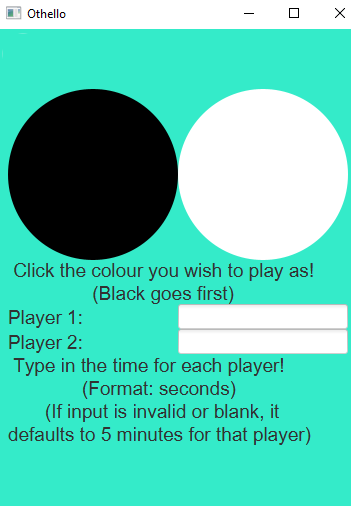 Othello
Click the colour you wish to play as!
(Black goes first)
Player 1:
Player 2:
Type in the time for each player!
(Format: seconds)
(If input is invalid or blank, it
defaults to 5 minutes for that player)